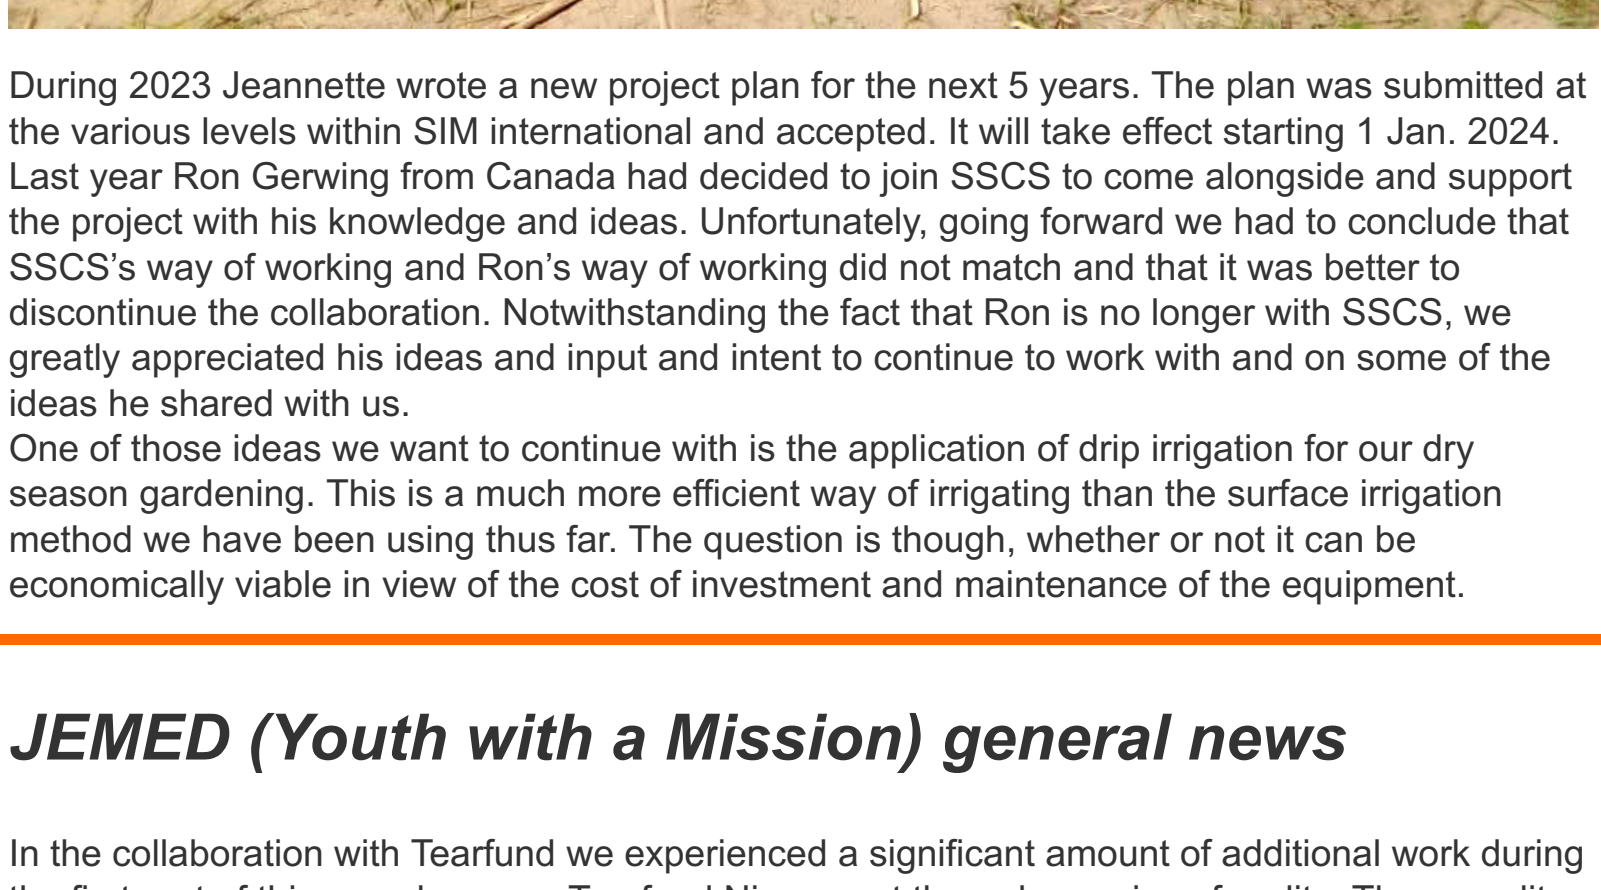 During 2023 Jeannette wrote a new project plan for the next 5 years. The plan was submitted at
the various levels within SIM international and accepted. It will take effect starting 1 Jan. 2024.
Last year Ron Gerwing from Canada had decided to join SSCS to come alongside and support
the project with his knowledge and ideas. Unfortunately, going forward we had to conclude that
SSCS’s way of working and Ron’s way of working did not match and that it was better to
discontinue the collaboration. Notwithstanding the fact that Ron is no longer with SSCS, we
greatly appreciated his ideas and input and intent to continue to work with and on some of the
ideas he shared with us.
One of those ideas we want to continue with is the application of drip irrigation for our dry
season gardening. This is a much more efficient way of irrigating than the surface irrigation
method we have been using thus far. The question is though, whether or not it can be
economically viable in view of the cost of investment and maintenance of the equipment.
JEMED (Youth with a Mission) general news
In the collaboration with Tearfund we experienced a significant amount of additional work during